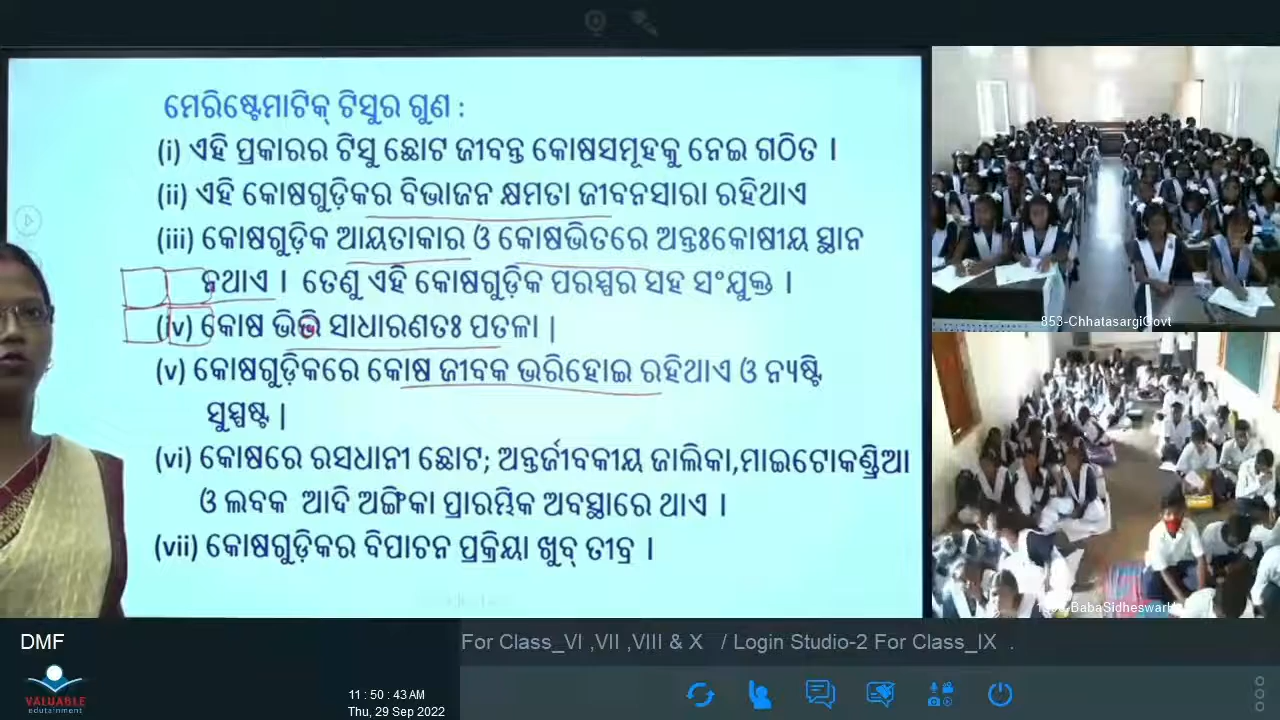 ମେରିଷ୍ଟେମାଟିକ୍ ଟିସୁର ଗୁଣ :
(i) ଏହି ପ୍ରକାରର ଟିସୁ ଛୋଟ ଜୀବନ୍ତ କୋଷସମୂହକୁ ନେଇ ଗଠିତ ।
(ii) ଏହି କୋଷଗୁଡ଼ିକର ବିଭାଜନ କ୍ଷମତା ଜୀବନସାରା ରହିଥାଏ
(iii) କୋଷଗୁଡ଼ିକ ଆୟତାକାର ଓ କୋଷଭିତରେ ଅନ୍ତଃକୋଷୀୟ ସ୍ଥାନ
ନଥାଏ । ତେଣୁ ଏହି କୋଷଗୁଡ଼ିକ ପରସ୍ପର ସହ ସଂଯୁକ୍ତ ।
(iv) କୋଷ ଭିତ୍ତି ସାଧାରଣତଃ ପତଳା |
(v) କୋଷଗୁଡ଼ିକରେ କୋଷ ଜୀବକ ଭରିହୋଇ ରହିଥାଏ ଓ ନ୍ୟଷ୍ଟି
ସୁସ୍ପଷ୍ଟ |
(vi) କୋଷରେ ରସଧାନୀ ଛୋଟ; ଅନ୍ତର୍ଜୀବକୀୟ ଜାଲିକା,ମାଇଟୋକଣ୍ଡ୍ରିଆ
ଓ ଲବକ ଆଦି ଅଙ୍ଗିକା ପ୍ରାରମ୍ଭିକ ଅବସ୍ଥାରେ ଥାଏ ।
(vii) କୋଷଗୁଡ଼ିକର ବିପାଚନ ପ୍ରକ୍ରିୟା ଖୁବ୍ ତୀବ୍ର ।
853-ChhatasargiGovt
DMF
For Class_VI ,VII ,VIII & X / Login Studio-2 For Class_IX .
VALUABLE
edutainment
11 : 50 : 43 AM
Thu, 29 Sep 2022